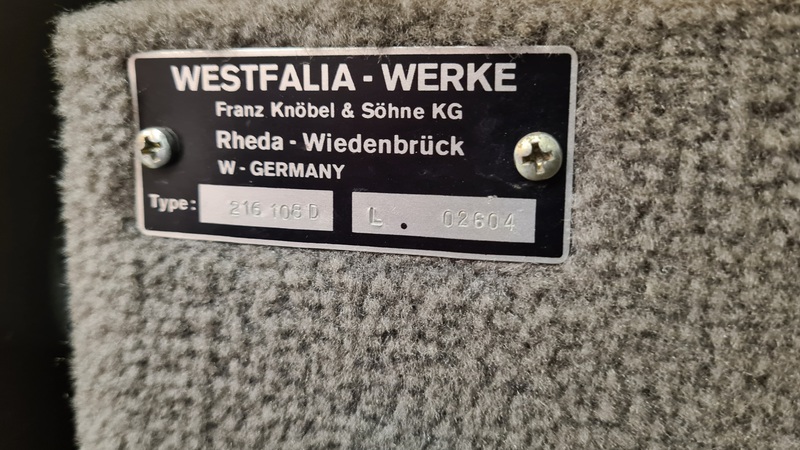 WESTFALIA - WERKE
Franz Knöbel & Söhne KG
Rheda - Wiedenbrück
W - GERMANY
Type: 216 105 D L . 02604